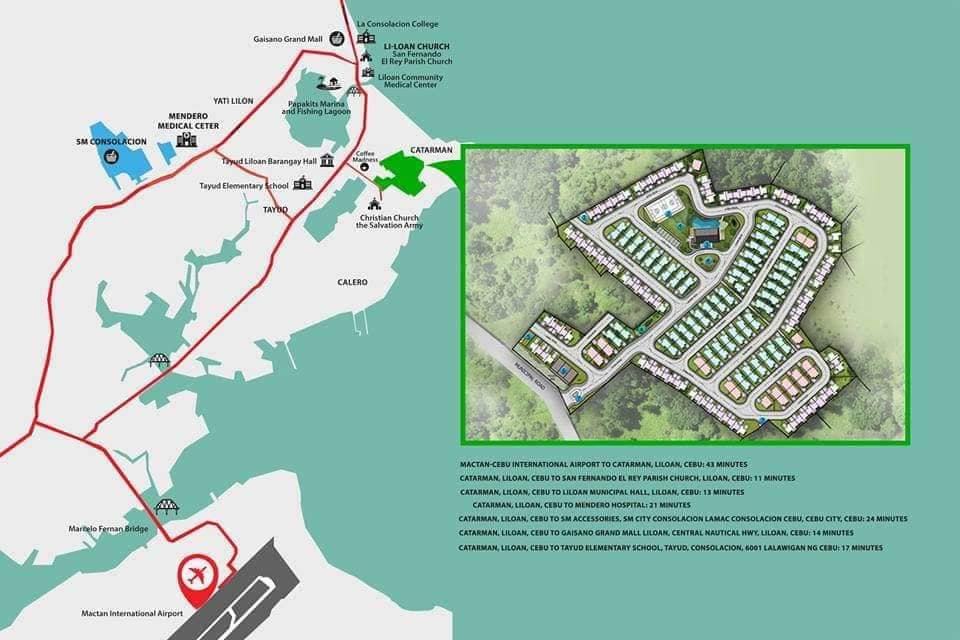 La Consolacion College
Gaisano Grand Mall
LI-LOAN CHURCH
San Fernando
El Rey Parish Church
Liloan Community
Medical Center
YATI LILON
Papakits Marina
and Fishing Lagoon
MENDERO
MEDICAL CETER
SM CONSOLACION
CATARMAN
Coffee
Madness
Tayud Liloan Barangay Hall
Tayud Elementary School
TAYUD
Christian Church
the Salvation Army
CALERO
MUNICIPAL ROAD
MACTAN-CEBU INTERNATIONAL AIRPORT TO CATARMAN, LILOAN, CEBU: 43 MINUTES
CATARMAN, LILOAN, CEBU TO SAN FERNANDO EL REY PARISH CHURCH, LILOAN, CEBU: 11 MINUTES
CATARMAN, LILOAN, CEBU TO LILOAN MUNICIPAL HALL, LILOAN, CEBU: 13 MINUTES
CATARMAN, LILOAN, CEBU TO MENDERO HOSPITAL: 21 MINUTES
CATARMAN, LILOAN, CEBU TO SM ACCESSORIES, SM CITY CONSOLACION LAMAC CONSOLACION CEBU, CEBU CITY, CEBU: 24 MINUTES
CATARMAN, LILOAN, CEBU TO GAISANO GRAND MALL LILOAN, CENTRAL NAUTICAL HWY, LILOAN, CEBU: 14 MINUTES
CATARMAN, LILOAN, CEBU TO TAYUD ELEMENTARY SCHOOL, TAYUD, CONSOLACION, 6001 LALAWIGAN NG CEBU: 17 MINUTES
Marcelo Fernan Bridge
Mactan International Airport